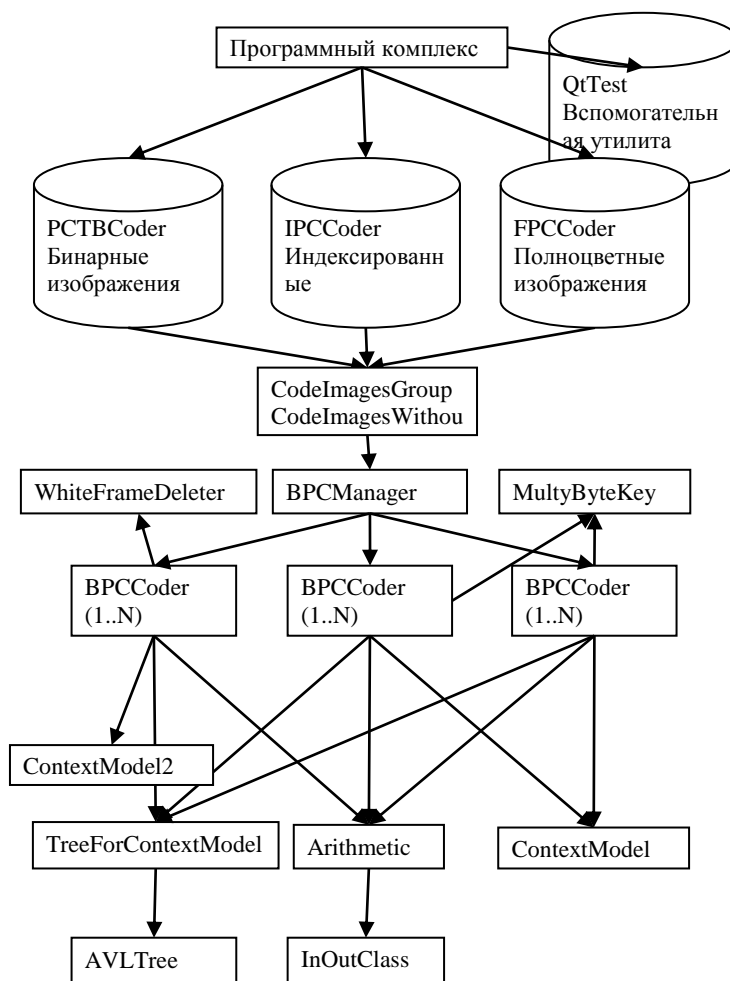 Программный комплекс
QtTest
Вспомогательн
ая утилита
PCTBCoder
Бинарные
изображения
IPCCoder
Индексированн
ые
FPCCoder
Полноцветные
изображения
CodeImagesGroup
CodeImagesWithou
WhiteFrameDeleter
BPCManager
MultyByteKey
BPCCoder
(1..N)
BPCCoder
(1..N)
BPCCoder
(1..N)
ContextModel2
TreeForContextModel
Arithmetic
ContextModel
AVLTree
InOutClass